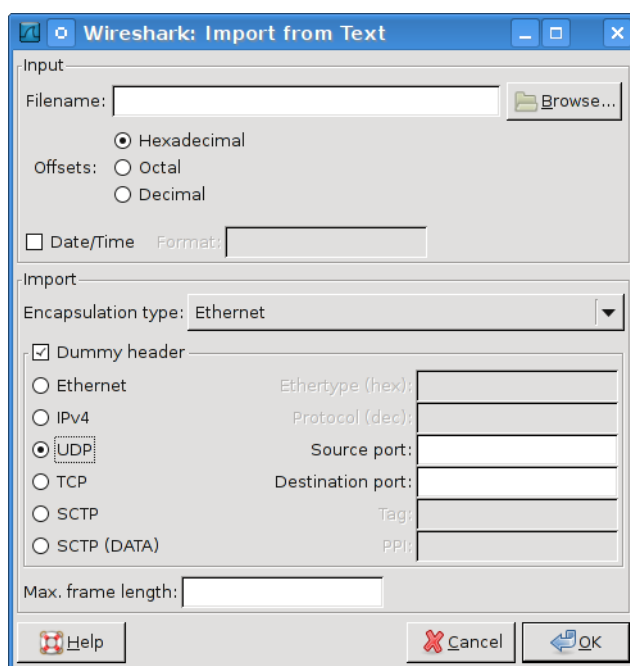 Wireshark: Import from Text
Input
Filename: Browse...
Hexadecimal
Offsets: Octal
Decimal
Date/Time Format:
Import
Encapsulation type: Ethernet
Dummy header
Ethernet Ethertype (hex):
IPv4 Protocol (dec):
UDP Source port:
TCP Destination port:
SCTP Tag:
SCTP (DATA) PPI:
Max. frame length:
Help Cancel OK